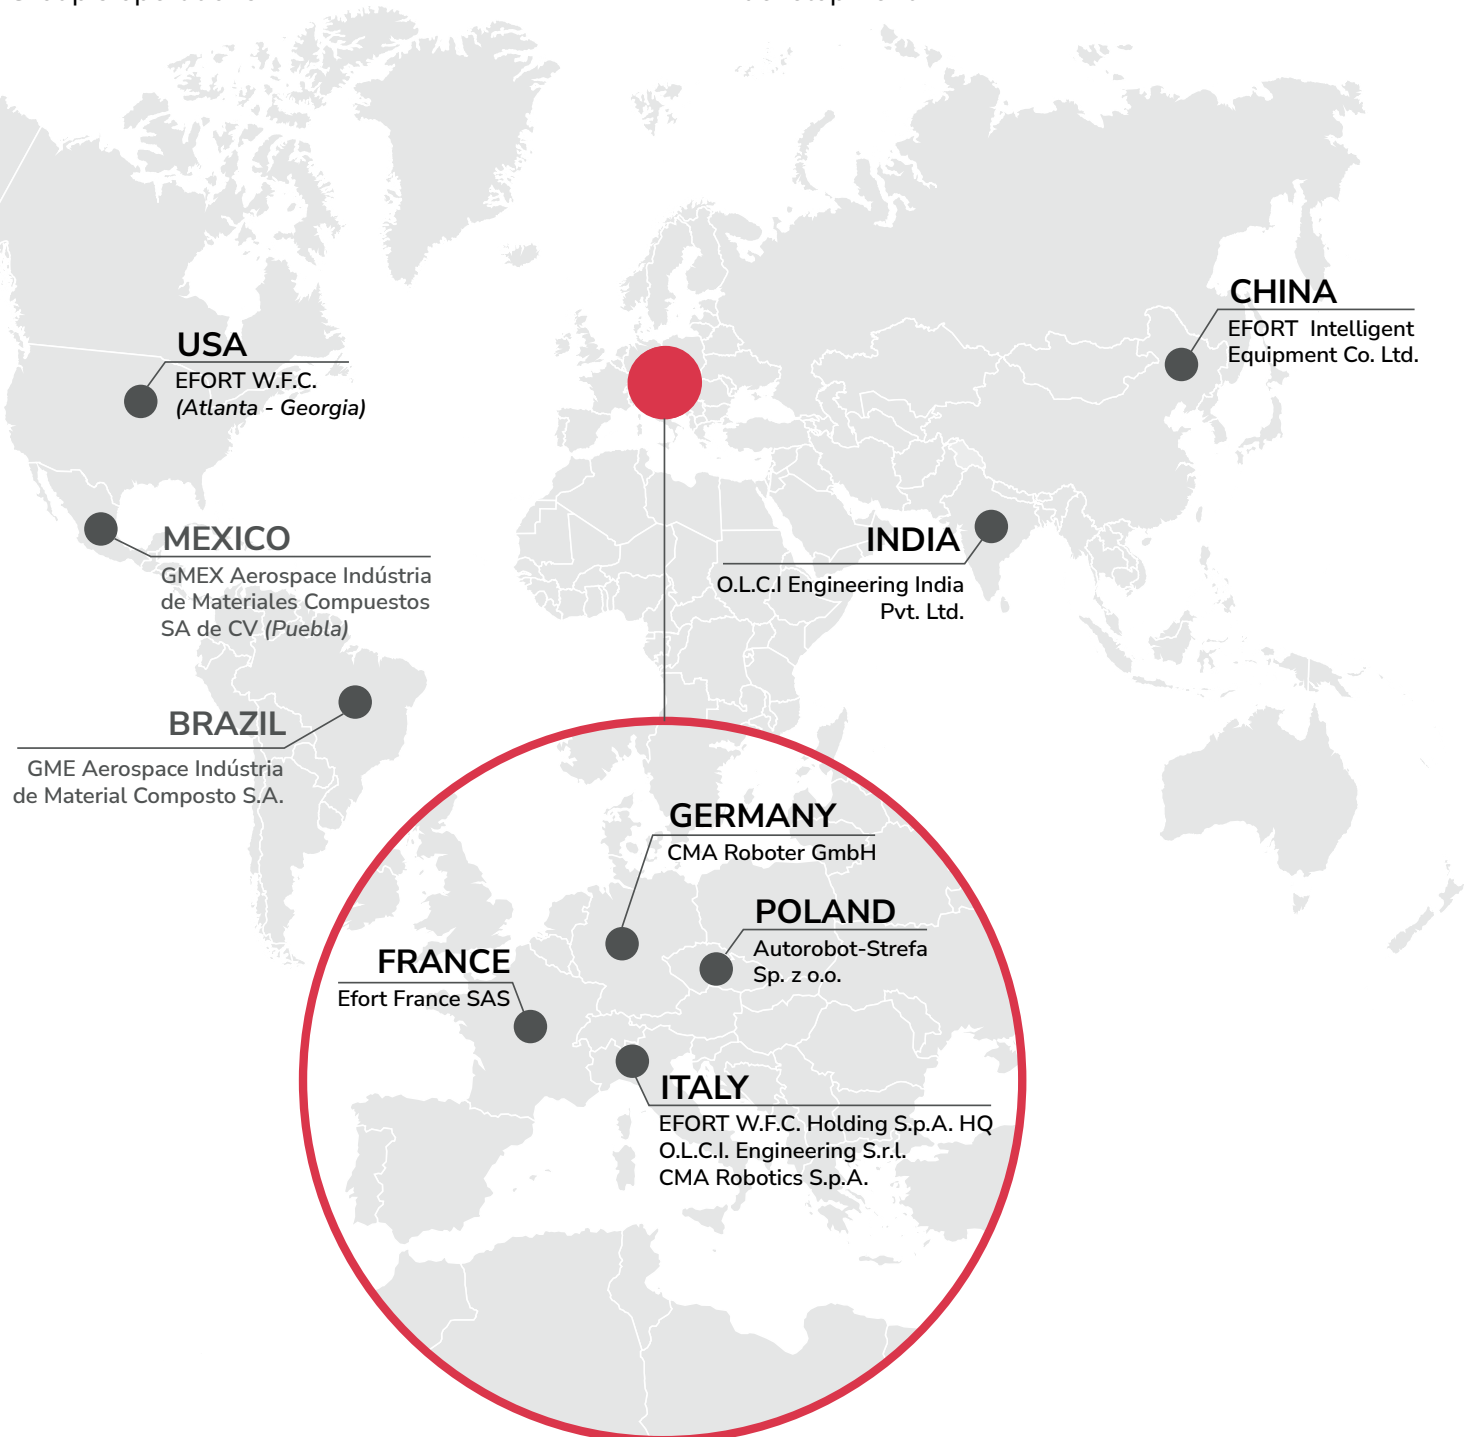 USA
EFORT W.F.C.
(Atlanta - Georgia)
CHINA
EFORT Intelligent
Equipment Co. Ltd.
MEXICO
GMEX Aerospace Indústria
de Materiales Compuestos
SA de CV (Puebla)
INDIA
O.L.C.I Engineering India
Pvt. Ltd.
BRAZIL
GME Aerospace Indústria
de Material Composto S.A.
GERMANY
CMA Roboter GmbH
POLAND
Autorobot-Strefa
Sp. z o.o.
FRANCE
Efort France SAS
ITALY
EFORT W.F.C. Holding S.p.A. HQ
O.L.C.I. Engineering S.r.l.
CMA Robotics S.p.A.